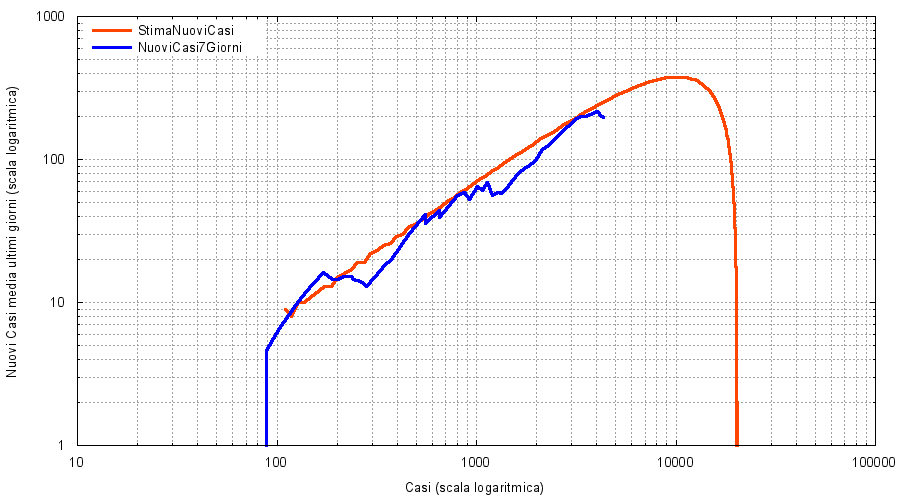 1000
100
10
1
StimaNuoviCasi
NuoviCasi7Giorni
Nuovi Casi media ultimi giorni (scala logaritmica)
10 100 1000 10000 100000
Casi (scala logaritmica)